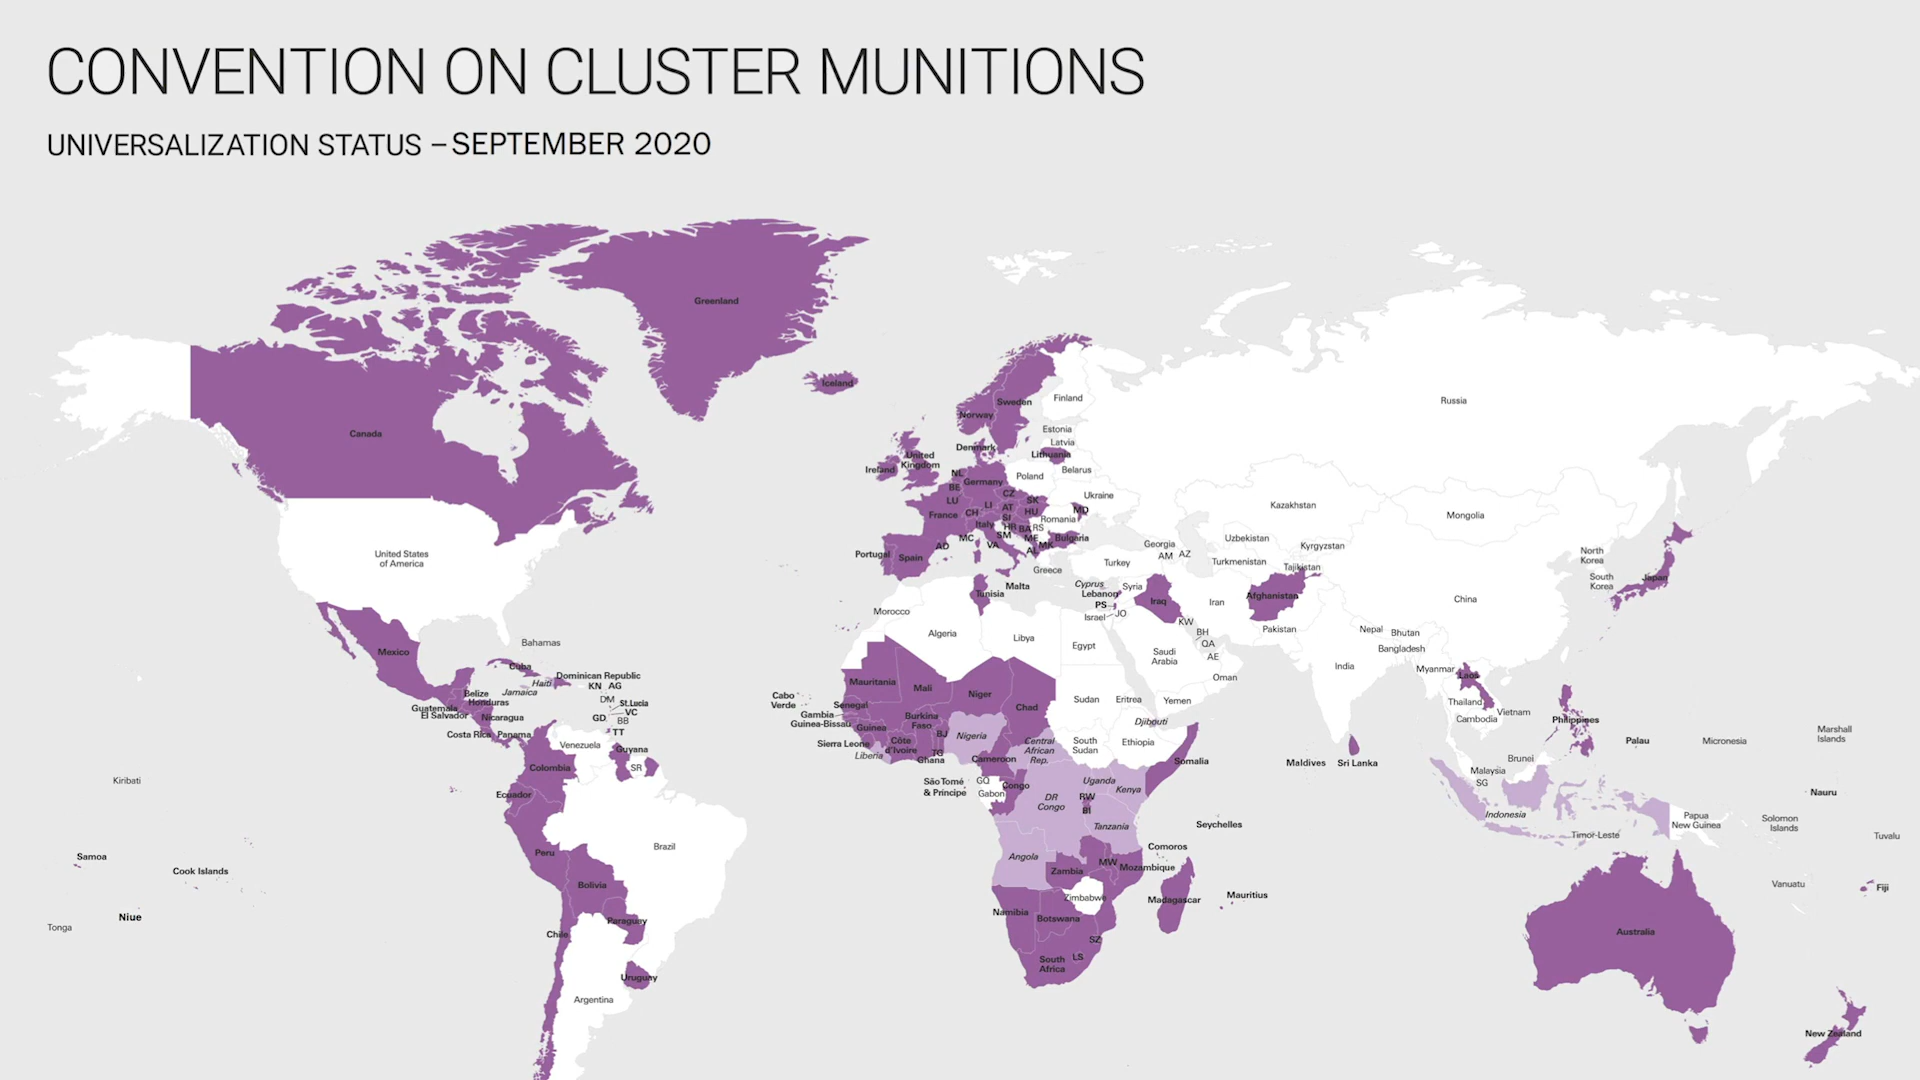 CONVENTION ON CLUSTER MUNITIONS
UNIVERSALIZATION STATUS – SEPTEMBER 2020
Greenland
Iceland
Canada
United States
of America
Mexico
Bahamas
Cuba
Dominican Republic
Haiti
Jamaica
KN
AG
DM
St.Lucia
VC
GD
BB
TT
Belize
Honduras
Guatemala
El Salvador
Nicaragua
Costa Rica
Panama
Venezuela
Guyana
SR
Colombia
Ecuador
Peru
Brazil
Bolivia
Paraguay
Chile
Uruguay
Argentina
Kiribati
Samoa
Cook Islands
Niue
Tonga
Norway
Sweden
Finland
Estonia
Latvia
Lithuania
Denmark
United
Kingdom
Ireland
NL
BE
LU
Germany
Poland
Belarus
Ukraine
CZ
SK
LI
AT
HU
MD
France
CH
SI
Italy
HR
BA
RS
Romania
SM
ME
MK
Bulgaria
AD
MC
VA
AL
Portugal
Spain
Greece
Malta
Turkey
Cyprus
Syria
Lebanon
PS
Israel
JO
Iraq
Iran
Georgia
AM
AZ
Russia
Kazakhstan
Uzbekistan
Kyrgyzstan
Turkmenistan
Tajikistan
Afghanistan
Pakistan
Mongolia
China
North
Korea
South
Korea
Japan
Nepal
Bhutan
Bangladesh
India
Myanmar
Laos
Thailand
Vietnam
Cambodia
Philippines
KW
BH
QA
AE
Saudi
Arabia
Oman
Yemen
Morocco
Tunisia
Algeria
Libya
Egypt
Mauritania
Mali
Niger
Chad
Sudan
Eritrea
Djibouti
Cabo
Verde
Senegal
Gambia
Guinea-Bissau
Guinea
Sierra Leone
Liberia
Burkina
Faso
Côte
d'Ivoire
Ghana
TG
BJ
Nigeria
Cameroon
Central
African
Rep.
South
Sudan
Ethiopia
Somalia
São Tomé
& Príncipe
GQ
Gabon
Congo
DR
Congo
Uganda
Kenya
RW
BI
Tanzania
Angola
Zambia
MW
Mozambique
Zimbabwe
Namibia
Botswana
SZ
LS
South
Africa
Seychelles
Comoros
Madagascar
Mauritius
Maldives
Sri Lanka
Brunei
Malaysia
SG
Indonesia
Timor-Leste
Papua
New Guinea
Palau
Micronesia
Marshall
Islands
Nauru
Solomon
Islands
Tuvalu
Vanuatu
Fiji
Australia
New Zealand